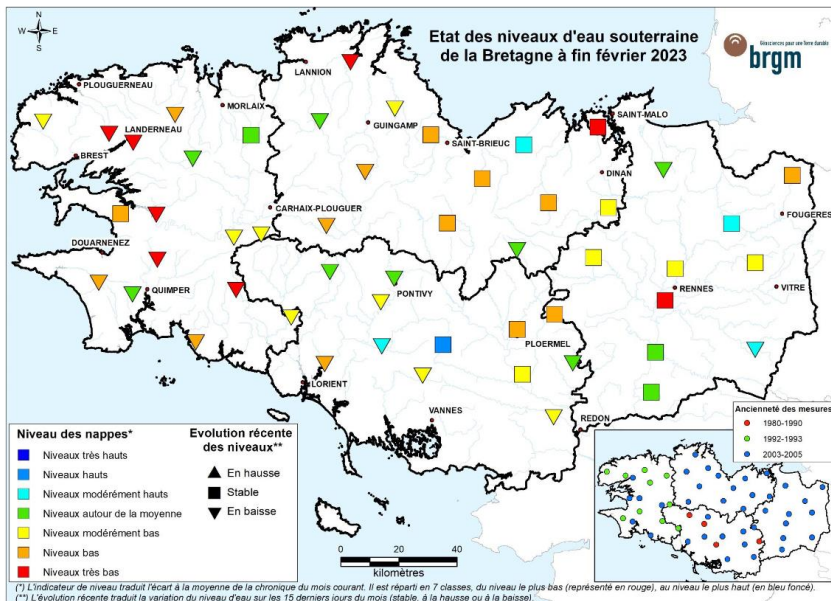 N
W
E
S
Etat des niveaux d'eau souterraine
de la Bretagne à fin février 2023
Géosciences pour une Terre durable
brgm
LANNION
PLOUGUERNEAU
MORLAIX
SAINT-MALO
LANDERNEAU
GUINGAMP
SAINT-BRIEUC
BREST
DINAN
CARHAIX-PLOUGUER
FOUGERES
DOUARNENEZ
QUIMPER
PONTIVY
RENNES
VITRE
PLOERMEL
LORIENT
VANNES
REDON
Niveau des nappes*
Niveaux très hauts
Niveaux hauts
Niveaux modérément hauts
Niveaux autour de la moyenne
Niveaux modérément bas
Niveaux bas
Niveaux très bas
Evolution récente
des niveaux**
En hausse
Stable
En baisse
0 20 40
kilomètres
Ancienneté des mesures
1980-1990
1992-1993
2003-2005
(*) L'indicateur de niveau traduit l'écart à la moyenne de la chronique du mois courant. Il est réparti en 7 classes, du niveau le plus bas (représenté en rouge), au niveau le plus haut (en bleu foncé).
(**) L'évolution récente traduit la variation du niveau d'eau sur les 15 derniers jours du mois (stable, à la hausse ou à la baisse).